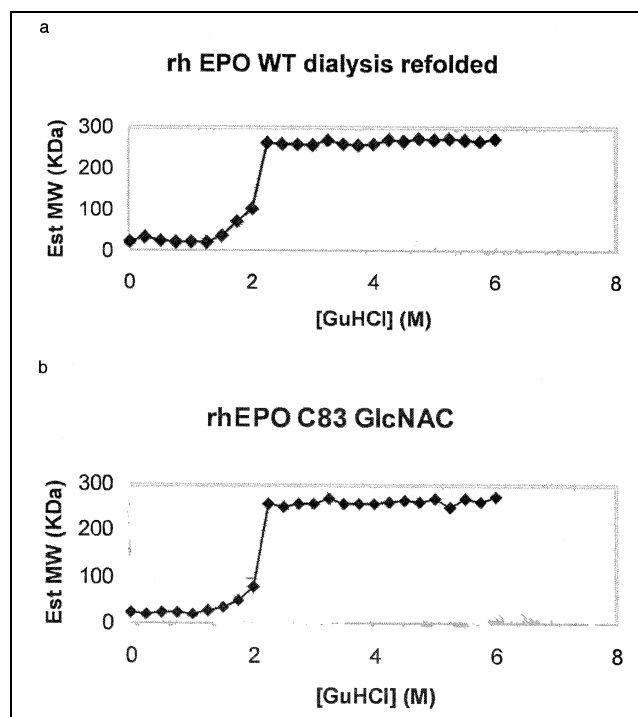 a
rh EPO WT dialysis refolded
Est MW (KDa)
300
200
100
0
0 2 4 6 8
[GuHCl] (M)
b
rhEPO C83 GlcNAC
Est MW (KDa)
300
200
100
0
0 2 4 6 8
[GuHCl] (M)